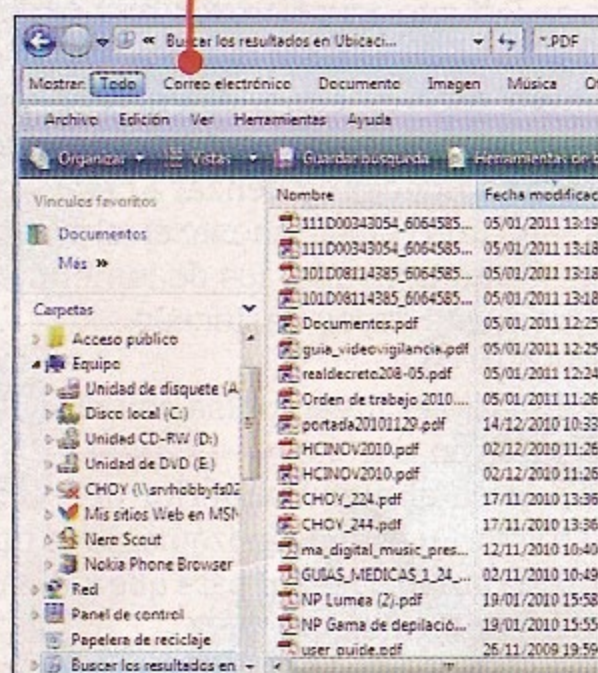 Buscar los resultados en Ubicaci... *.PDF
Mostrar: Todo Correo electrónico Documento Imagen Música
Archivo Edición Ver Herramientas Ayuda
Organizar Vistas Guardar búsqueda Herramientas de
Vínculos favoritos
Documentos
Más »
Carpetas
Acceso público
Equipo
Unidad de disquete (A
Disco local (C:)
Unidad CD-RW (D:)
Unidad de DVD (E:)
CHOY (\\srvhobbyfs02
Mis sitios Web en MSN
Nero Scout
Nokia Phone Browser
Red
Panel de control
Papelera de reciclaje
Buscar los resultados en
Nombre Fecha modificac
111D00343054_6064585... 05/01/2011 13:19
111D00343054_6064585... 05/01/2011 13:18
101D08114385_6064585... 05/01/2011 13:18
101D08114385_6064585... 05/01/2011 13:18
Documentos.pdf 05/01/2011 12:25
guia_videovigilancia.pdf 05/01/2011 12:25
realdecreto208-05.pdf 05/01/2011 12:24
Orden de trabajo 2010.... 05/01/2011 11:26
portada20101129.pdf 14/12/2010 10:33
HCINOV2010.pdf 02/12/2010 11:26
HCINOV2010.pdf 02/12/2010 11:26
CHOY_224.pdf 17/11/2010 13:36
CHOY_244.pdf 17/11/2010 13:36
ma_digital_music_pres... 12/11/2010 10:40
GUIAS_MEDICAS_1_24_... 02/11/2010 10:49
NP Lumea (2).pdf 19/01/2010 15:58
NP Gama de depilació... 19/01/2010 15:55
user guide.pdf 26/11/2009 19:59